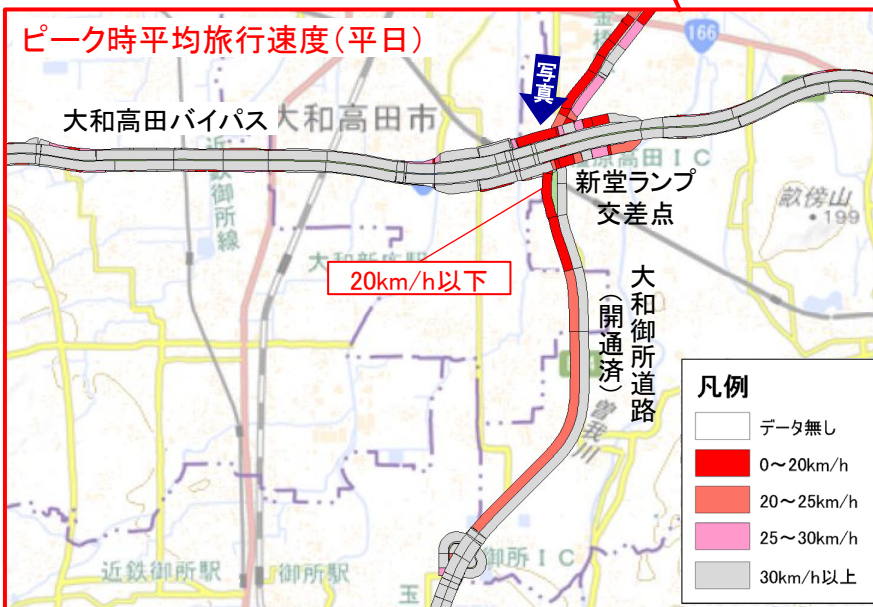 ピーク時平均旅行速度(平日)
金橋
166
写真
大和高田バイパス
大和高田市
近鉄御所線
橿原高田IC
新堂ランプ
交差点
畝傍山
・199
大和新庄駅
20km/h以下
大和御所道路
(開通済)
曽我川
凡例
データ無し
0~20km/h
20~25km/h
25~30km/h
30km/h以上
御所IC
近鉄御所駅
御所駅
玉